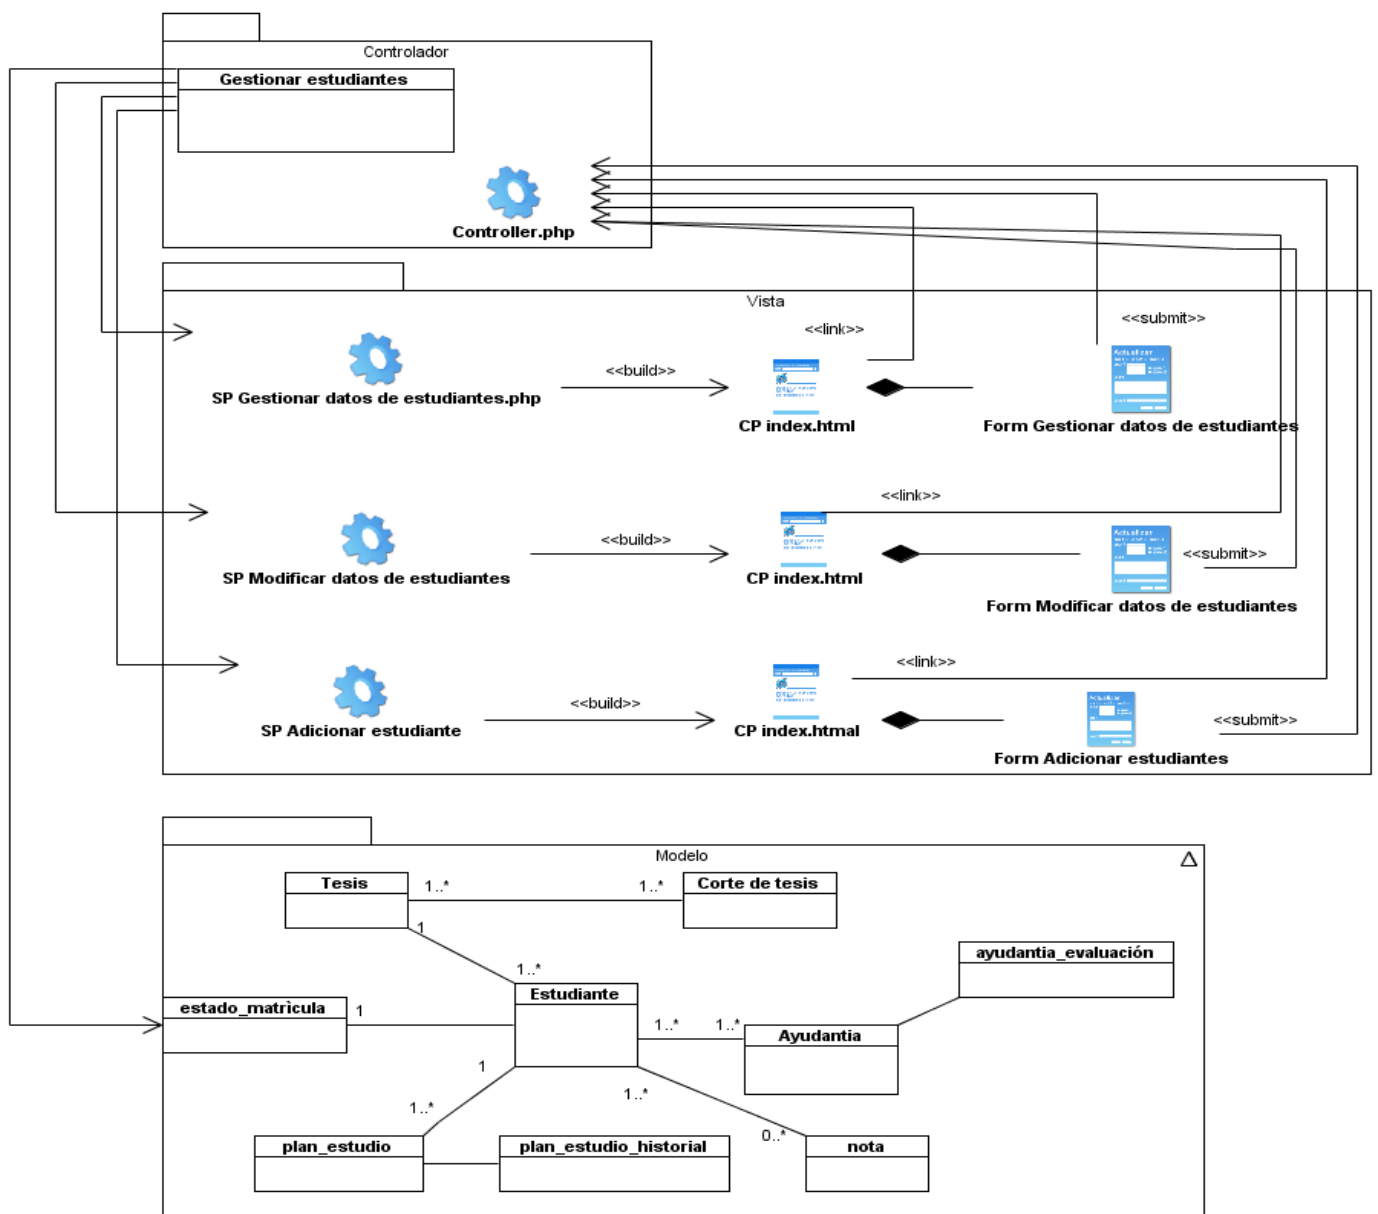 Controlador
Gestionar estudiantes
Controller.php
Vista
<<submit>>
<<link>>
<<build>>
SP Gestionar datos de estudiantes.php
CP index.html
Actualizar
Form Gestionar datos de estudiantes
<<link>>
<<build>>
Actualizar
<<submit>>
SP Modificar datos de estudiantes
CP index.html
Form Modificar datos de estudiantes
<<link>>
<<build>>
Actualizar
<<submit>>
SP Adicionar estudiante
CP index.htmal
Form Adicionar estudiantes
Modelo
Tesis
1..*
1..*
Corte de tesis
1
1..*
ayudantia_evaluación
Estudiante
estado_matrìcula
1
1..*
1..*
Ayudantia
1
1..*
1..*
0..*
plan_estudio
plan_estudio_historial
nota